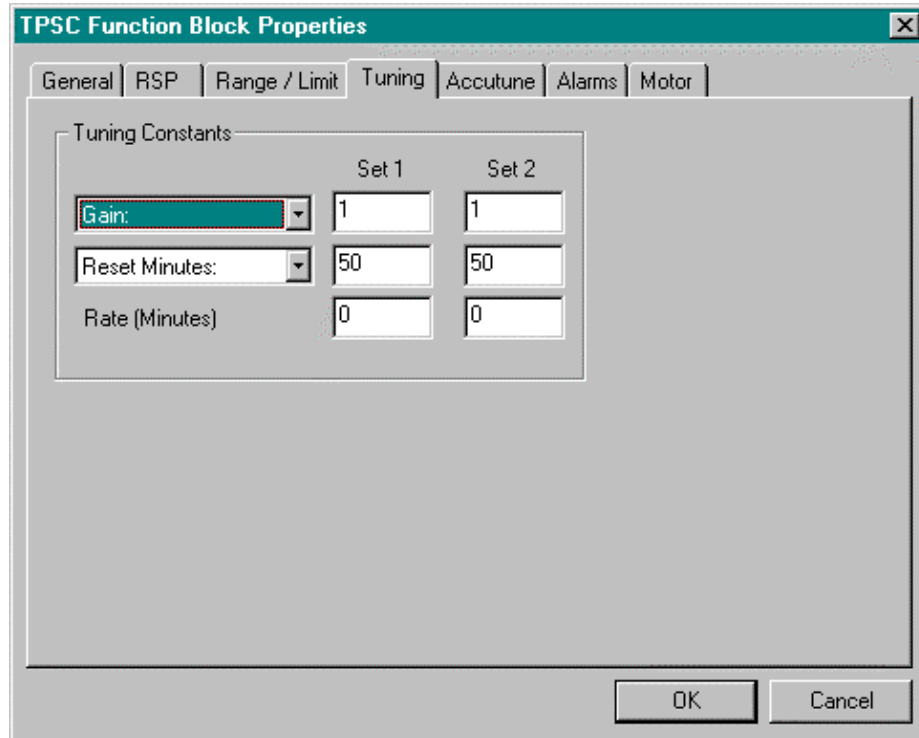 TPSC Function Block Properties
General RSP Range / Limit Tuning Accutune Alarms Motor
Tuning Constants
Set 1 Set 2
Gain: 1 1
Reset Minutes: 50 50
Rate (Minutes) 0 0
OK Cancel